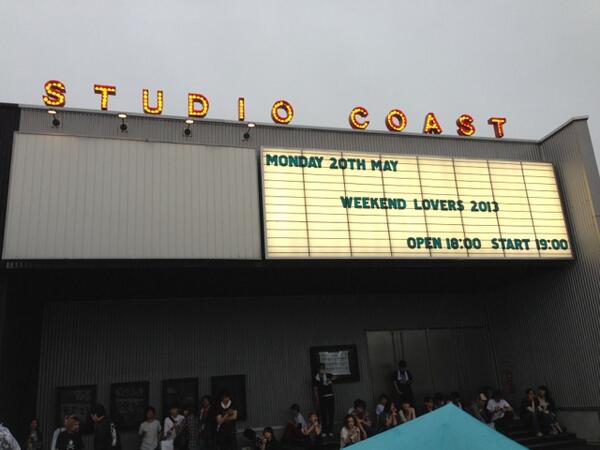 STUDIO COAST
MONDAY 20TH MAY
WEEKEND LOVERS 2013
OPEN 18:00 START 19:00